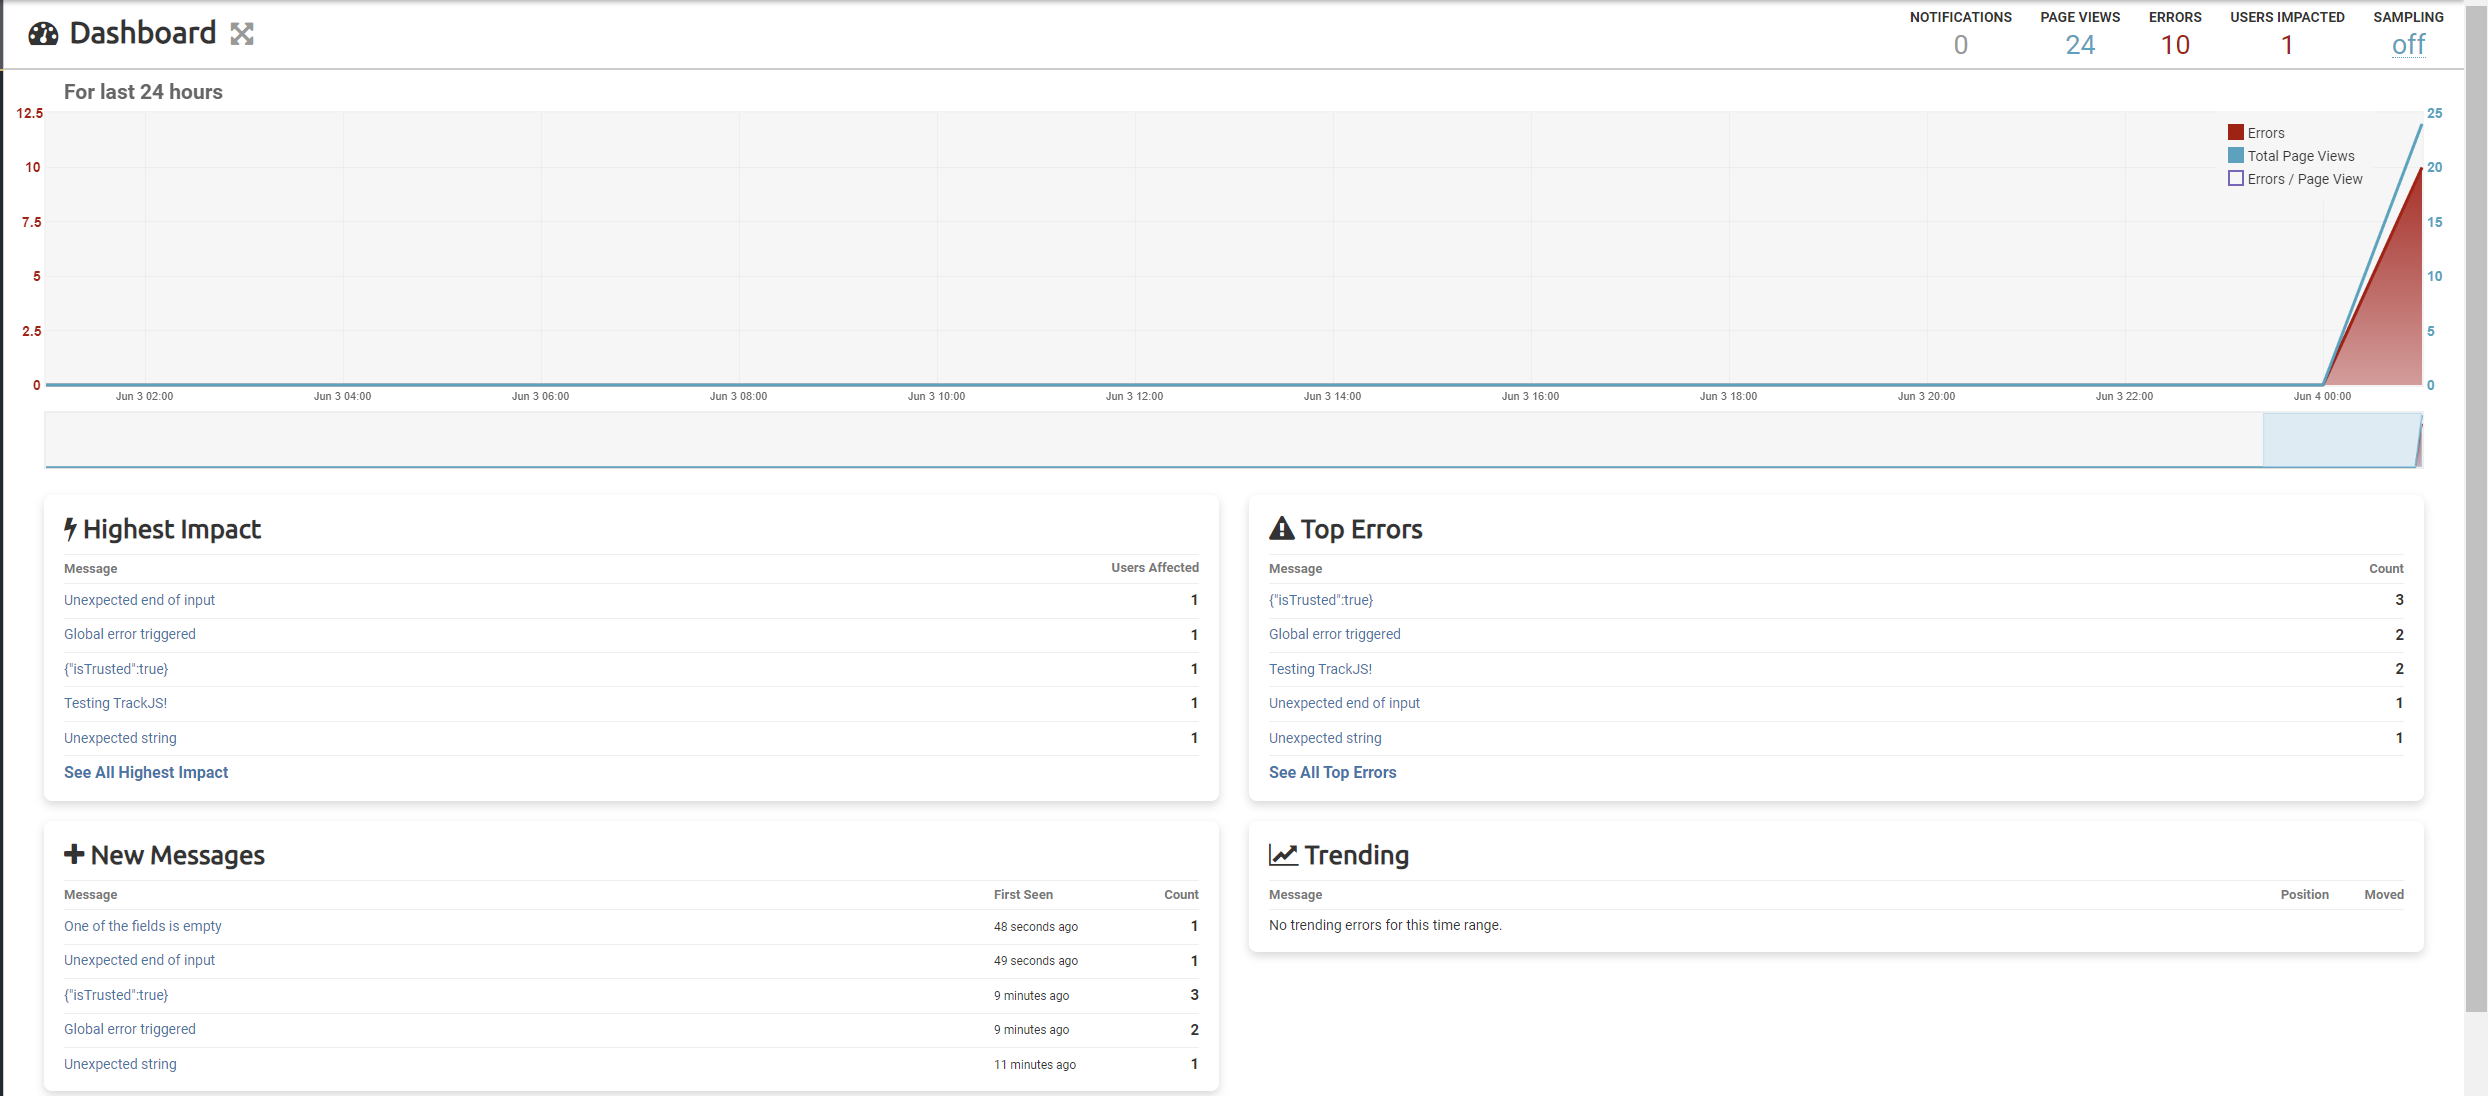 Dashboard
NOTIFICATIONS PAGE VIEWS ERRORS USERS IMPACTED SAMPLING
0 24 10 1 off
For last 24 hours
12.5 25
Errors
Total Page Views
10 20
Errors / Page View
7.5 15
5 10
2.5 5
0 0
Jun 3 02:00 Jun 3 04:00 Jun 3 06:00 Jun 3 08:00 Jun 3 10:00 Jun 3 12:00 Jun 3 14:00 Jun 3 16:00 Jun 3 18:00 Jun 3 20:00 Jun 3 22:00 Jun 4 00:00
Highest Impact
Message Users Affected
Unexpected end of input 1
Global error triggered 1
{"isTrusted":true} 1
Testing TrackJS! 1
Unexpected string 1
See All Highest Impact
Top Errors
Message Count
{"isTrusted":true} 3
Global error triggered 2
Testing TrackJS! 2
Unexpected end of input 1
Unexpected string 1
See All Top Errors
New Messages
Message First Seen Count
One of the fields is empty 48 seconds ago 1
Unexpected end of input 49 seconds ago 1
{"isTrusted":true} 9 minutes ago 3
Global error triggered 9 minutes ago 2
Unexpected string 11 minutes ago 1
Trending
Message Position Moved
No trending errors for this time range.